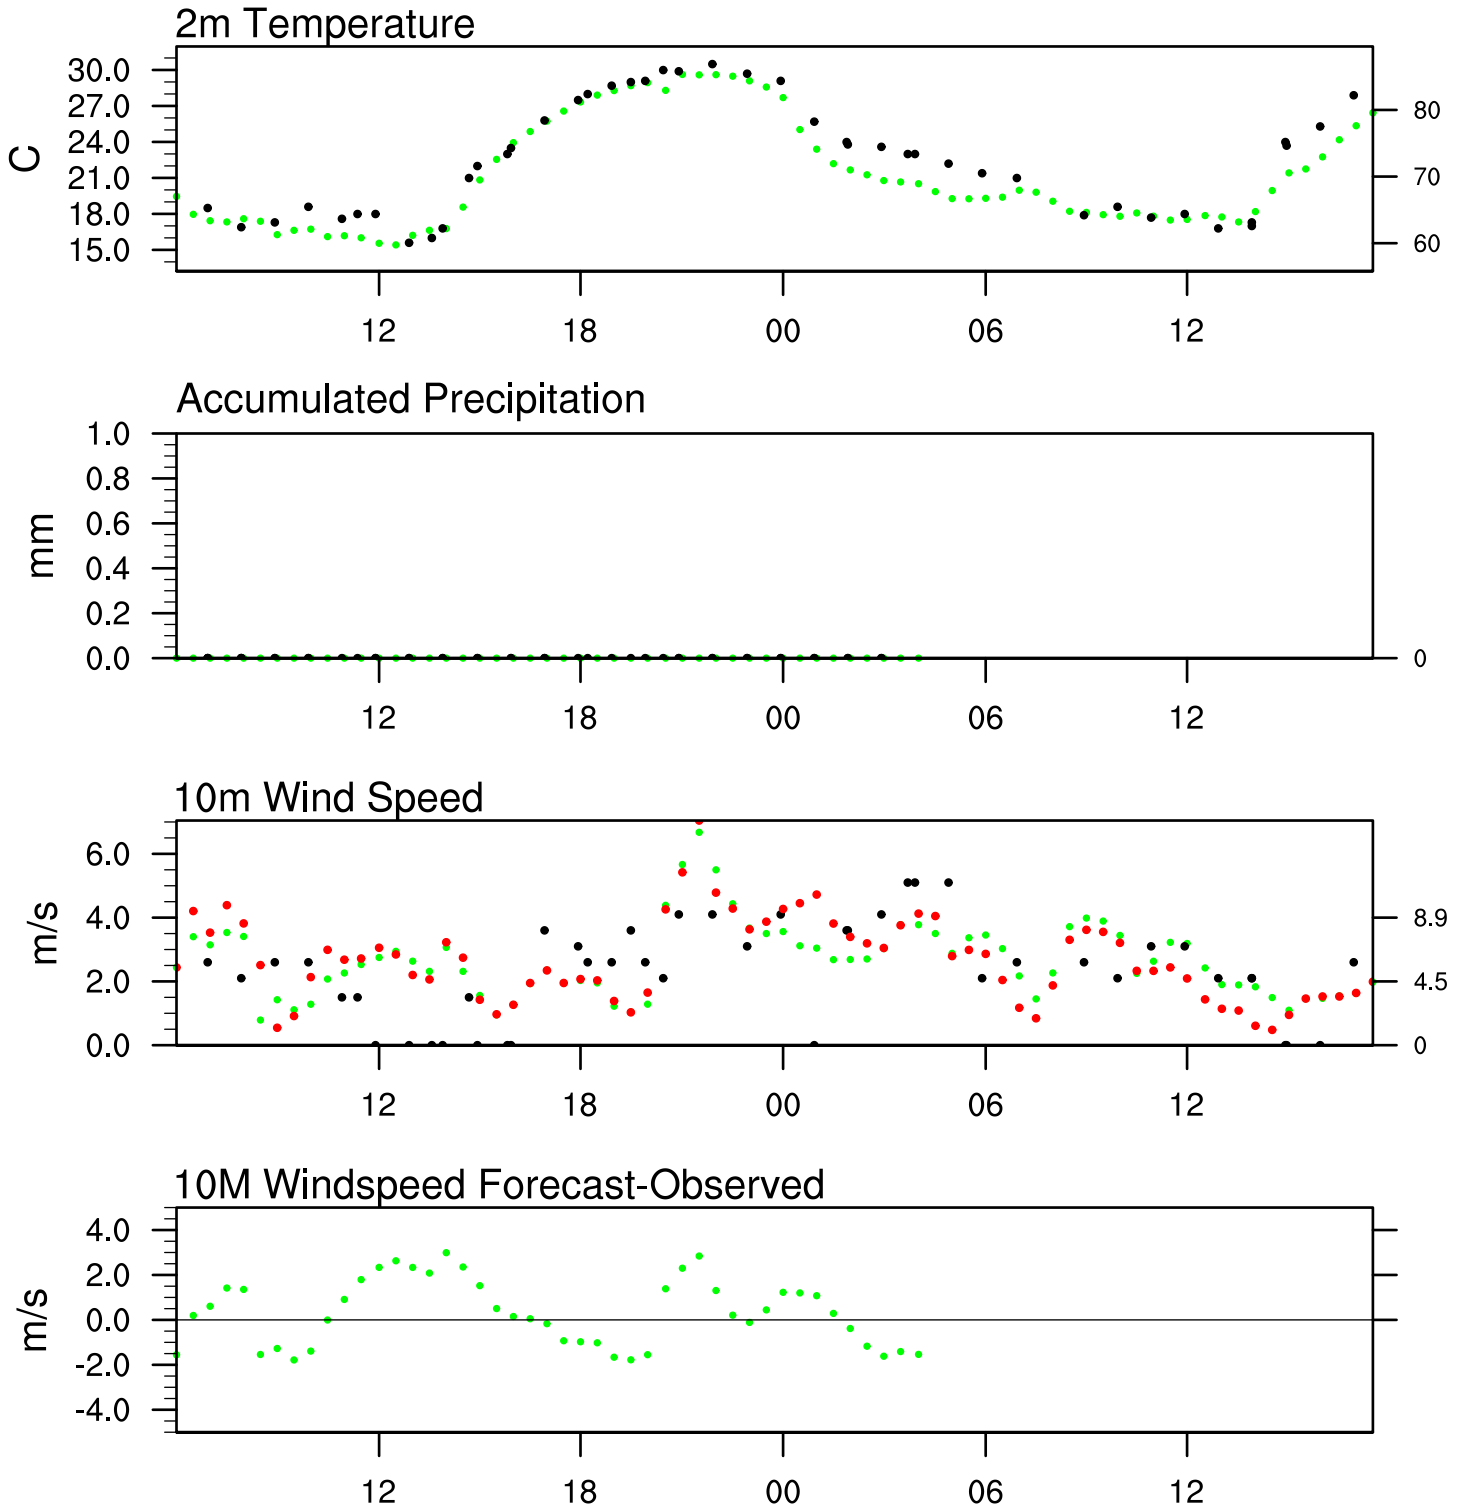 2m Temperature
30.0
27.0
24.0
21.0
18.0
15.0
C
80
70
60
12 18 00 06 12
Accumulated Precipitation
1.0
0.8
0.6
0.4
0.2
0.0
mm
0
12 18 00 06 12
10m Wind Speed
6.0
4.0
2.0
0.0
m/s
8.9
4.5
0
12 18 00 06 12
10M Windspeed Forecast-Observed
4.0
2.0
0.0
-2.0
-4.0
m/s
12 18 00 06 12